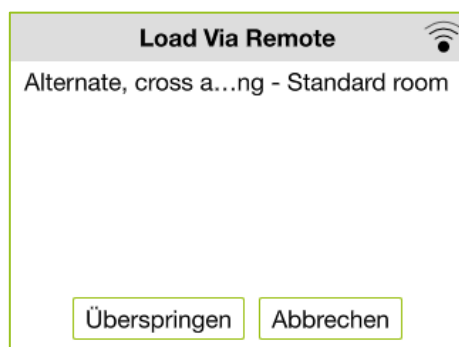 Load Via Remote
Alternate, cross a...ng - Standard room
Überspringen Abbrechen